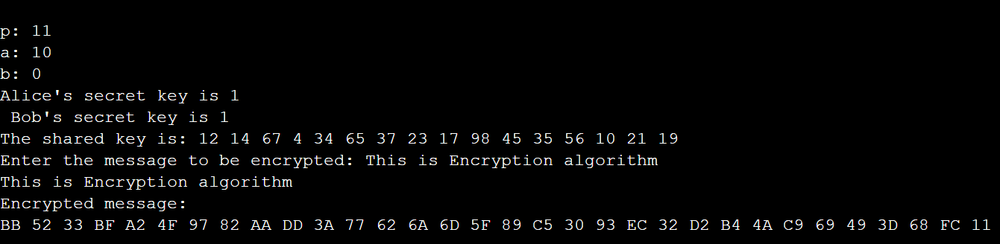 p: 11
a: 10
b: 0
Alice's secret key is 1
Bob's secret key is 1
The shared key is: 12 14 67 4 34 65 37 23 17 98 45 35 56 10 21 19
Enter the message to be encrypted: This is Encryption algorithm
This is Encryption algorithm
Encrypted message:
BB 52 33 BF A2 4F 97 82 AA DD 3A 77 62 6A 6D 5F 89 C5 30 93 EC 32 D2 B4 4A C9 69 49 3D 68 FC 11